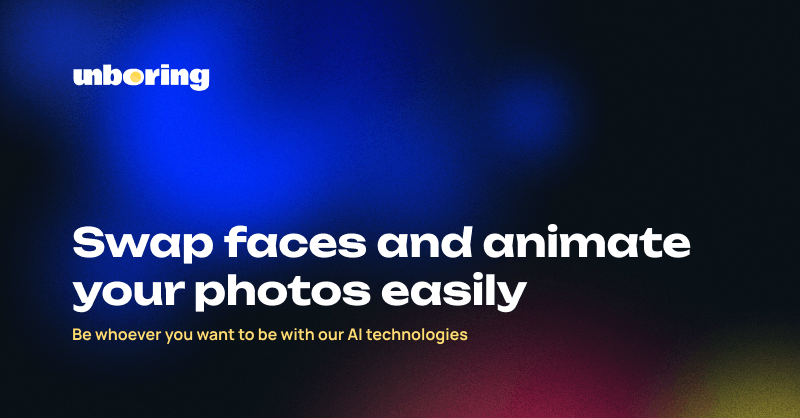 unboring
Swap faces and animate
your photos easily
Be whoever you want to be with our AI technologies